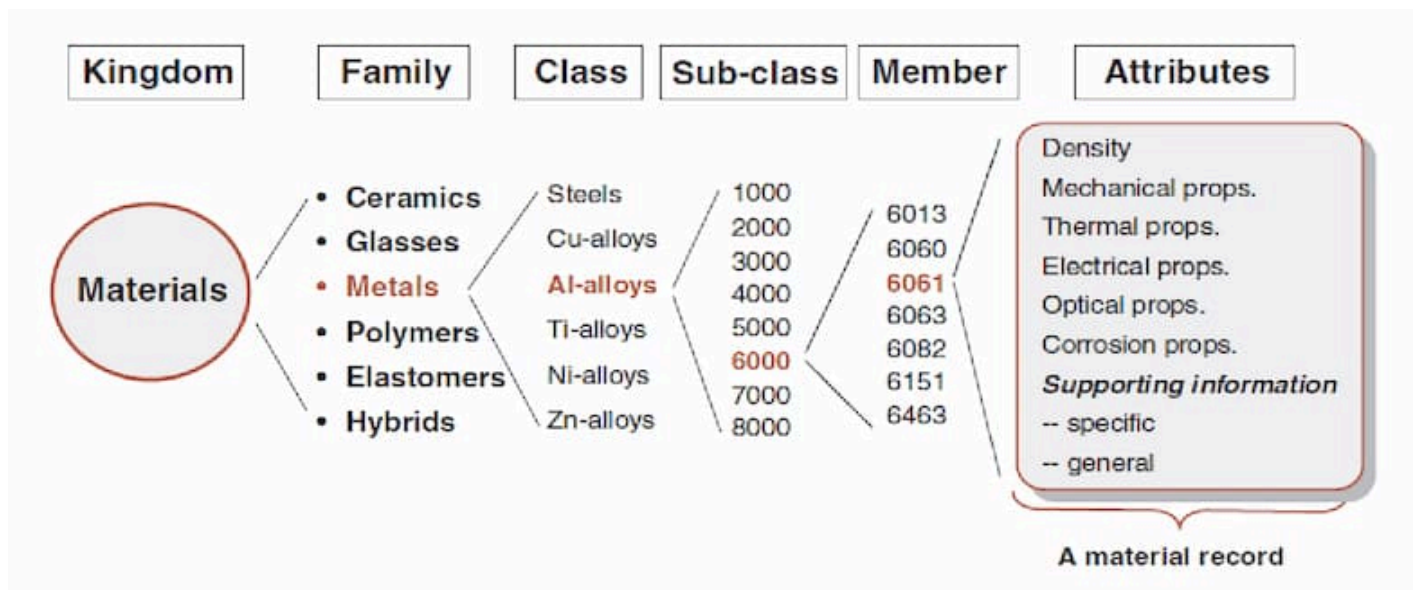 Kingdom
Family
Class
Sub-class
Member
Attributes
Materials
• Ceramics
• Glasses
• Metals
• Polymers
• Elastomers
• Hybrids
Steels
Cu-alloys
Al-alloys
Ti-alloys
Ni-alloys
Zn-alloys
1000
2000
3000
4000
5000
6000
7000
8000
6013
6060
6061
6063
6082
6151
6463
Density
Mechanical props.
Thermal props.
Electrical props.
Optical props.
Corrosion props.
Supporting information
-- specific
-- general
A material record